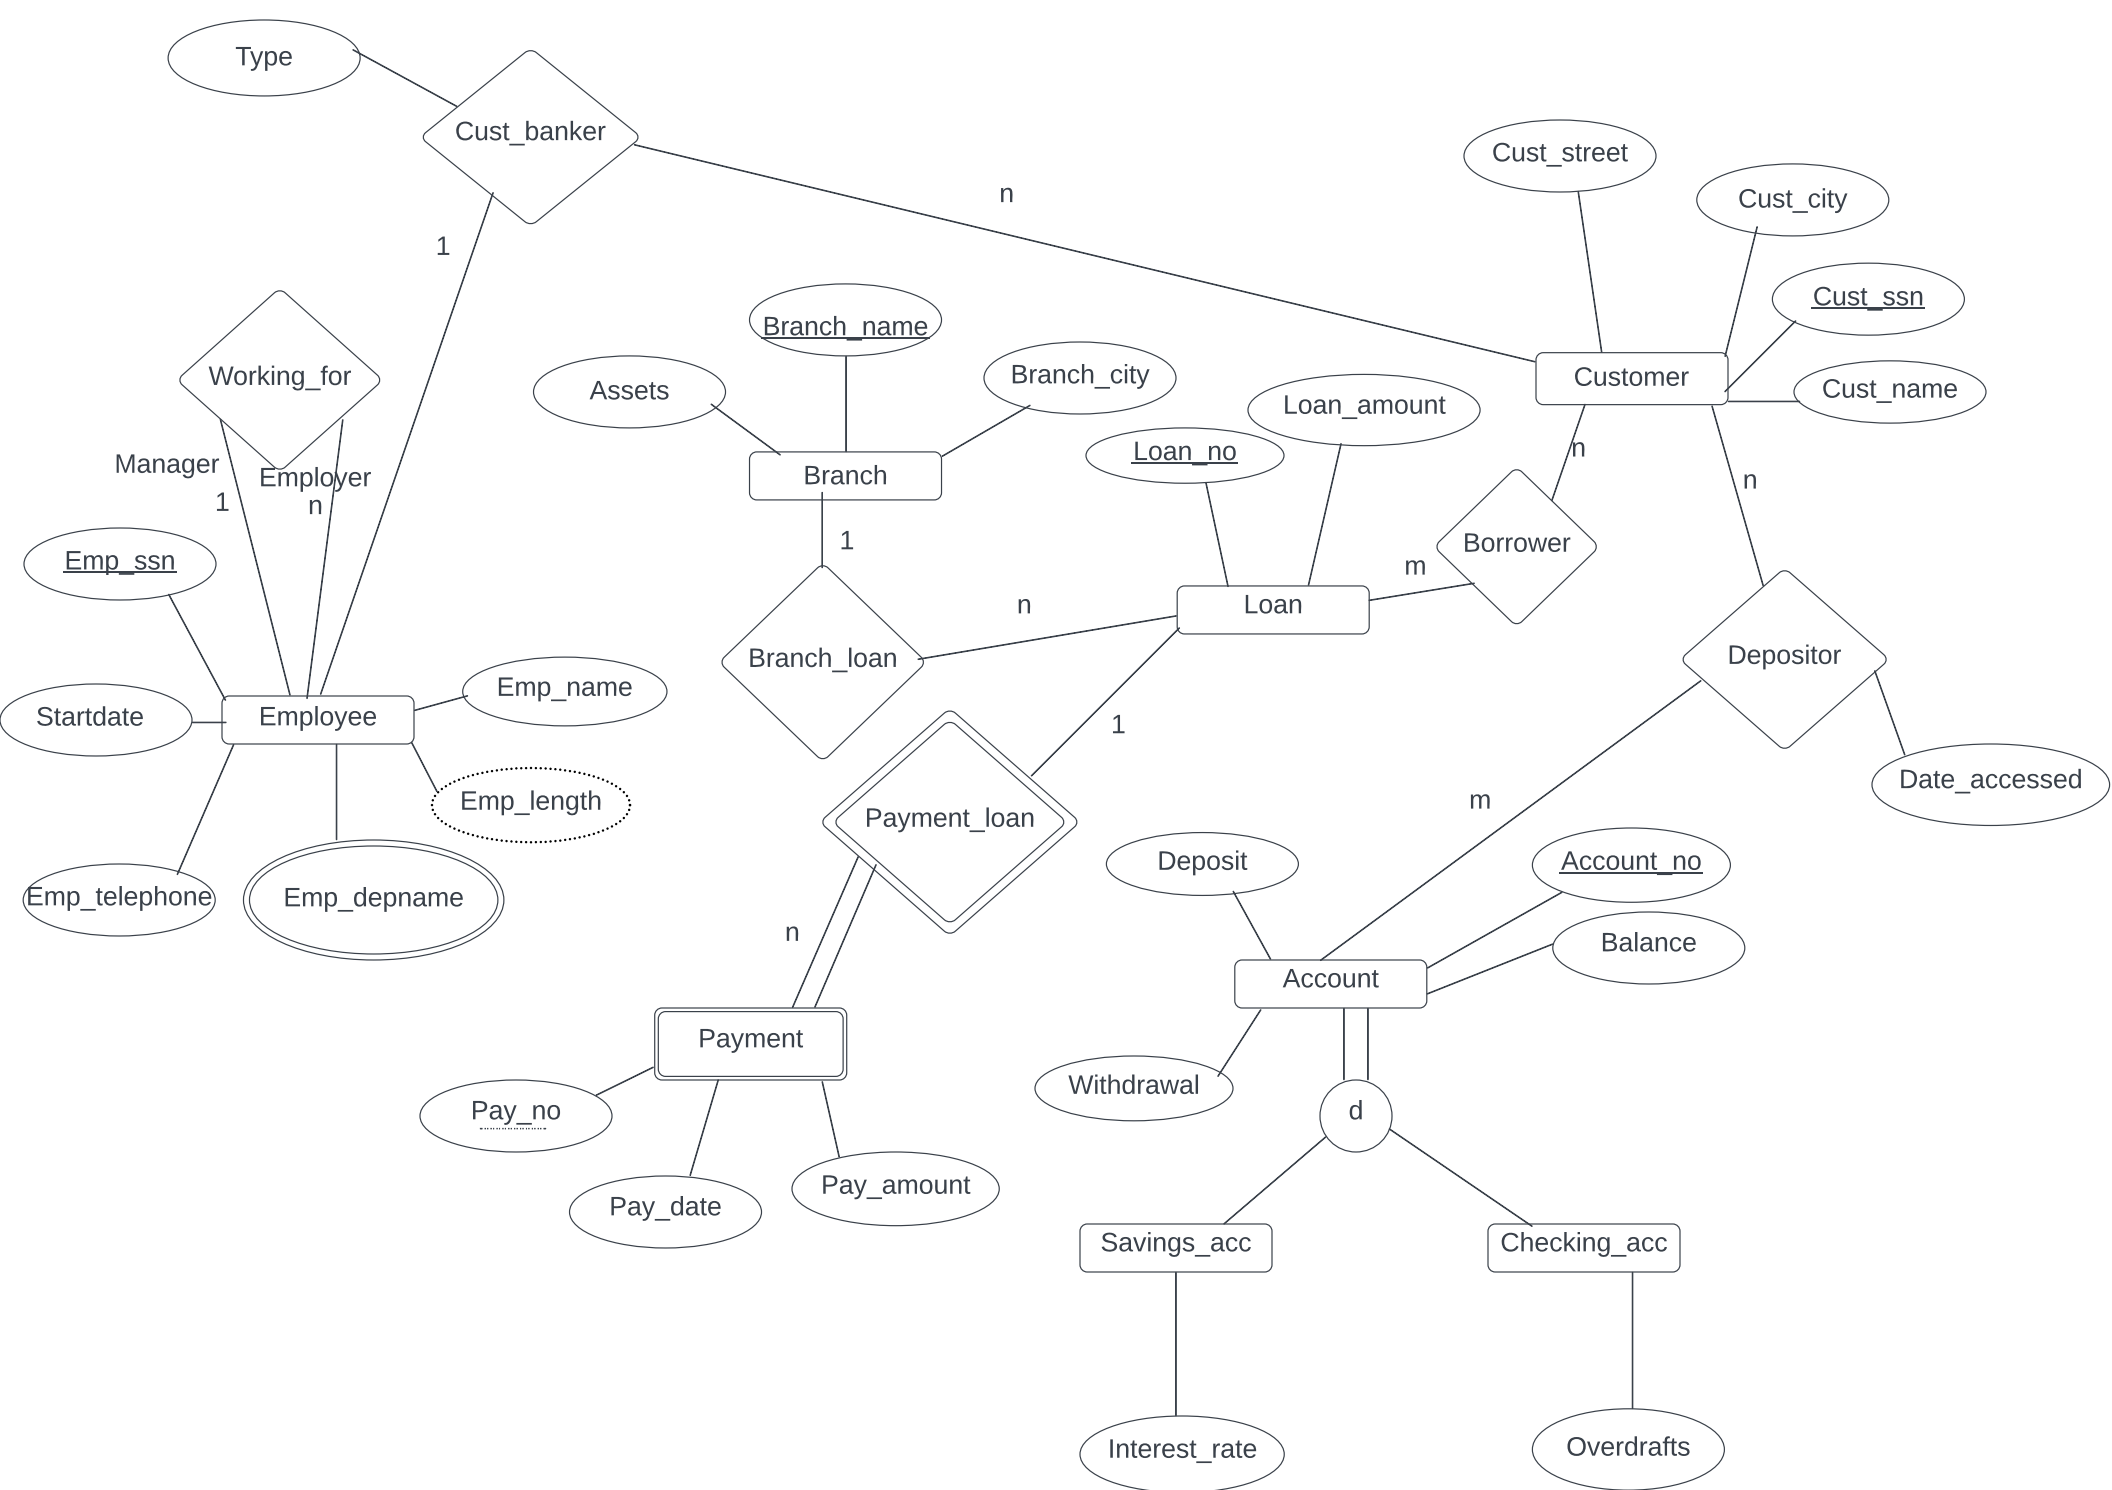 Type
Cust_banker
Cust_street
n
Cust_city
1
Cust_ssn
Branch_name
Working_for
Assets
Branch_city
Customer
Cust_name
Loan_amount
Loan_no
n
Manager
Employer
Branch
n
1
n
1
Borrower
Emp_ssn
m
n
Loan
Branch_loan
Depositor
Emp_name
Startdate
Employee
1
Date_accessed
Emp_length
m
Payment_loan
Deposit
Account_no
Emp_telephone
Emp_depname
n
Balance
Account
Payment
Withdrawal
Pay_no
d
Pay_amount
Pay_date
Savings_acc
Checking_acc
Interest_rate
Overdrafts